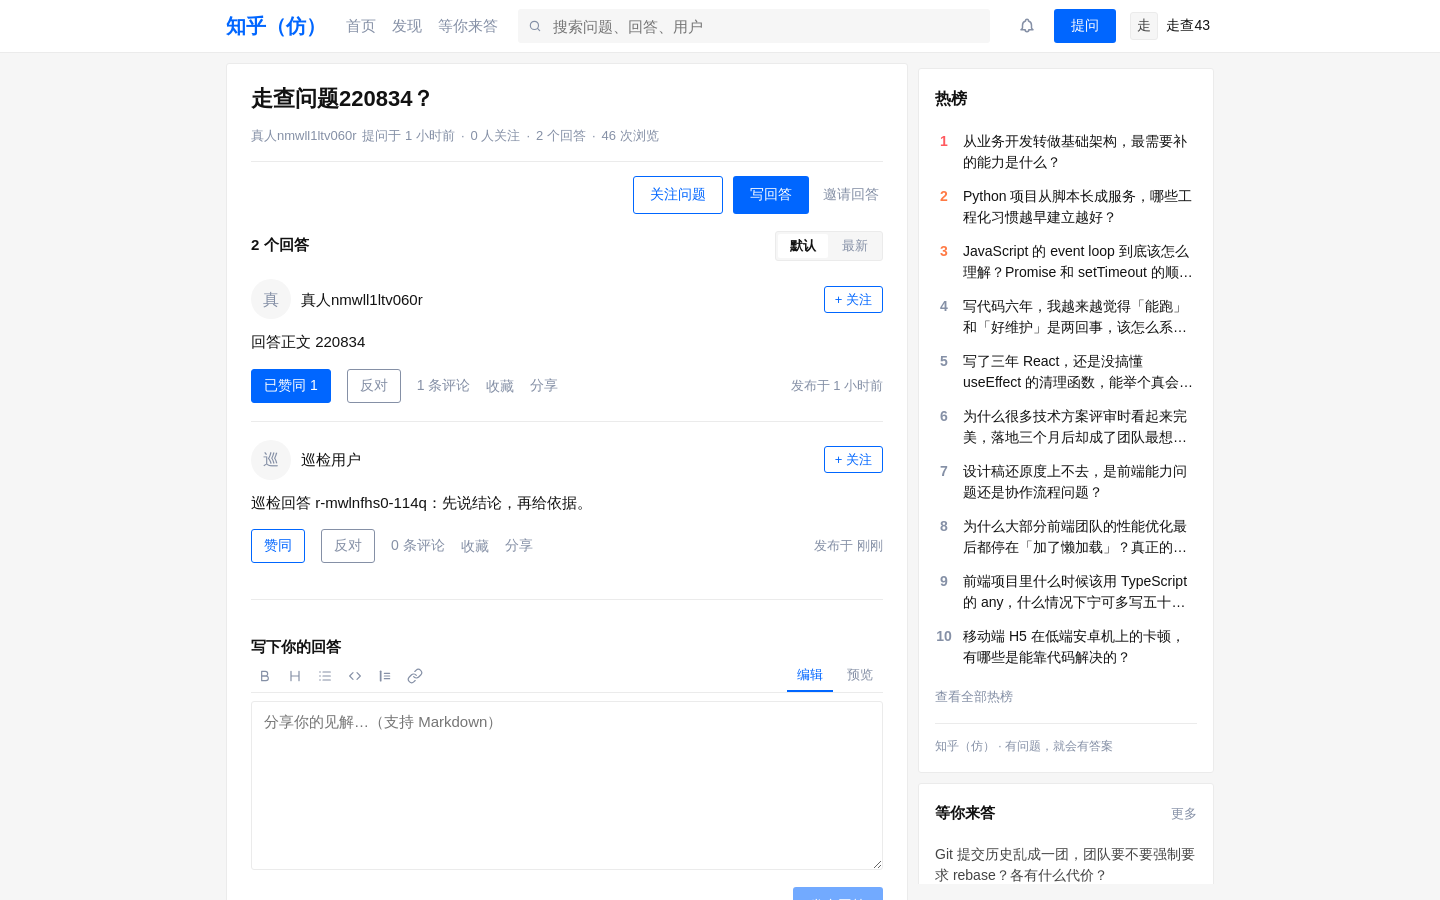 知乎（仿） 首页 发现 等你来答 搜索问题、回答、用户 提问 走 走查43
走查问题220834？
真人nmwll1ltv060r 提问于 1 小时前 · 0 人关注 · 2 个回答 · 46 次浏览
关注问题 写回答 邀请回答
2 个回答 默认 最新
真 真人nmwll1ltv060r + 关注
回答正文 220834
已赞同 1 反对 1 条评论 收藏 分享 发布于 1 小时前
巡 巡检用户 + 关注
巡检回答 r-mwlnfhs0-114q：先说结论，再给依据。
赞同 反对 0 条评论 收藏 分享 发布于 刚刚
写下你的回答
编辑 预览
分享你的见解…（支持 Markdown）
热榜
1 从业务开发转做基础架构，最需要补
的能力是什么？
2 Python 项目从脚本长成服务，哪些工
程化习惯越早建立越好？
3 JavaScript 的 event loop 到底该怎么
理解？Promise 和 setTimeout 的顺…
4 写代码六年，我越来越觉得「能跑」
和「好维护」是两回事，该怎么系…
5 写了三年 React，还是没搞懂
useEffect 的清理函数，能举个真会…
6 为什么很多技术方案评审时看起来完
美，落地三个月后却成了团队最想…
7 设计稿还原度上不去，是前端能力问
题还是协作流程问题？
8 为什么大部分前端团队的性能优化最
后都停在「加了懒加载」？真正的…
9 前端项目里什么时候该用 TypeScript
的 any，什么情况下宁可多写五十…
10 移动端 H5 在低端安卓机上的卡顿，
有哪些是能靠代码解决的？
查看全部热榜
知乎（仿） · 有问题，就会有答案
等你来答 更多
Git 提交历史乱成一团，团队要不要强制要
求 rebase？各有什么代价？